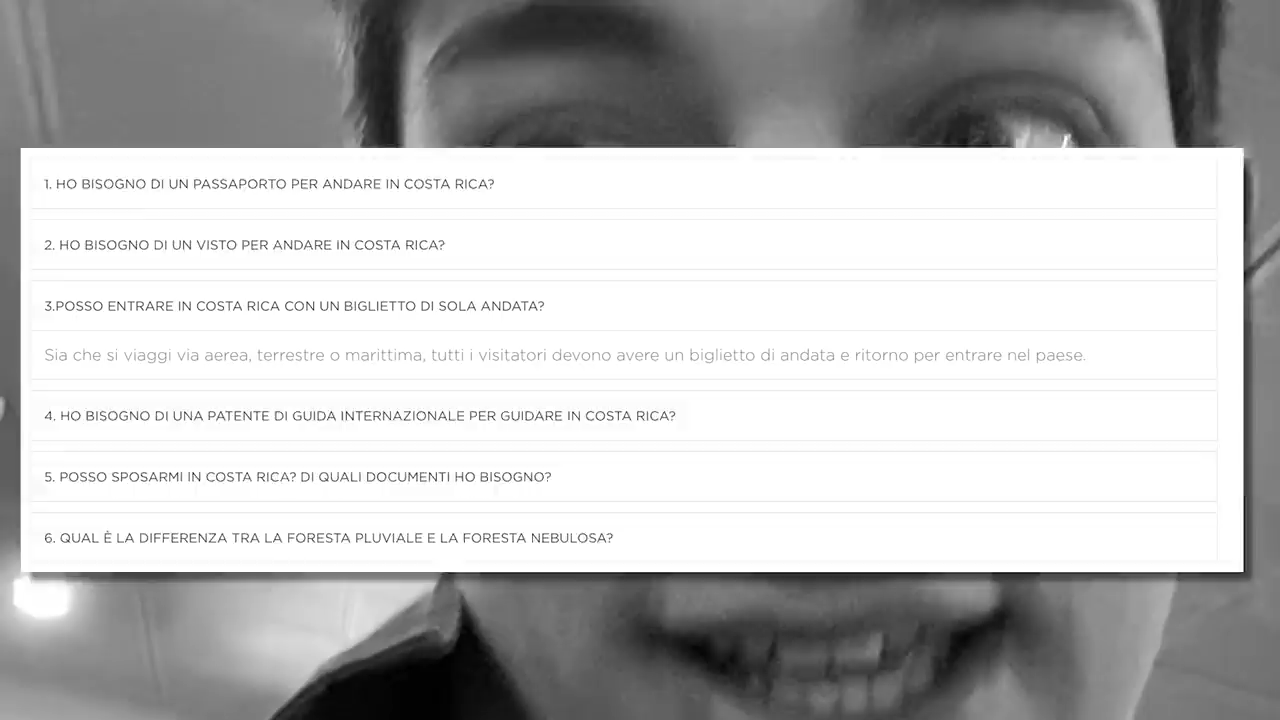 1. HO BISOGNO DI UN PASSAPORTO PER ANDARE IN COSTA RICA?
2. HO BISOGNO DI UN VISTO PER ANDARE IN COSTA RICA?
3.POSSO ENTRARE IN COSTA RICA CON UN BIGLIETTO DI SOLA ANDATA?
Sia che si viaggi via aerea, terrestre o marittima, tutti i visitatori devono avere un biglietto di andata e ritorno per entrare nel paese.
4. HO BISOGNO DI UNA PATENTE DI GUIDA INTERNAZIONALE PER GUIDARE IN COSTA RICA?
5. POSSO SPOSARMI IN COSTA RICA? DI QUALI DOCUMENTI HO BISOGNO?
6. QUAL È LA DIFFERENZA TRA LA FORESTA PLUVIALE E LA FORESTA NEBULOSA?